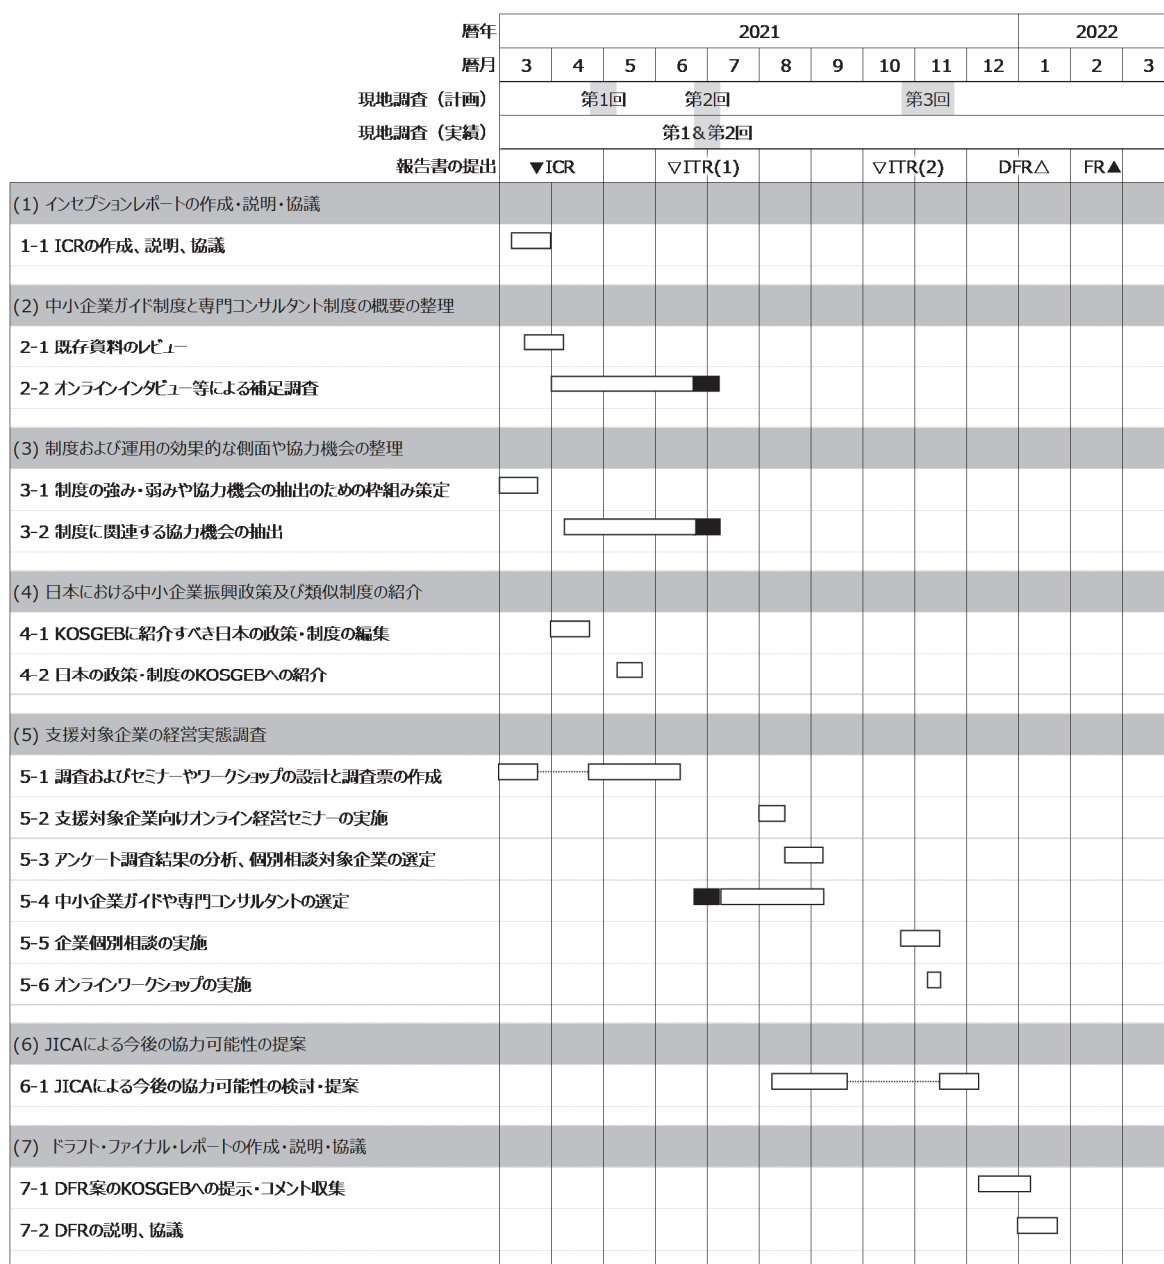 暦年 2021 2022
暦月 3 4 5 6 7 8 9 10 11 12 1 2 3
現地調査（計画） 第1回 第2回 第3回
現地調査（実績） 第1&第2回
報告書の提出 ▼ICR ▽ITR(1) ▽ITR(2) DFR△ FR▲
(1) インセプションレポートの作成・説明・協議
1-1 ICRの作成、説明、協議
(2) 中小企業ガイド制度と専門コンサルタント制度の概要の整理
2-1 既存資料のレビュー
2-2 オンラインインタビュー等による補足調査
(3) 制度および運用の効果的な側面や協力機会の整理
3-1 制度の強み・弱みや協力機会の抽出のための枠組み策定
3-2 制度に関連する協力機会の抽出
(4) 日本における中小企業振興政策及び類似制度の紹介
4-1 KOSGEBに紹介すべき日本の政策・制度の編集
4-2 日本の政策・制度のKOSGEBへの紹介
(5) 支援対象企業の経営実態調査
5-1 調査およびセミナーやワークショップの設計と調査票の作成
5-2 支援対象企業向けオンライン経営セミナーの実施
5-3 アンケート調査結果の分析、個別相談対象企業の選定
5-4 中小企業ガイドや専門コンサルタントの選定
5-5 企業個別相談の実施
5-6 オンラインワークショップの実施
(6) JICAによる今後の協力可能性の提案
6-1 JICAによる今後の協力可能性の検討・提案
(7) ドラフト・ファイナル・レポートの作成・説明・協議
7-1 DFR案のKOSGEBへの提示・コメント収集
7-2 DFRの説明、協議